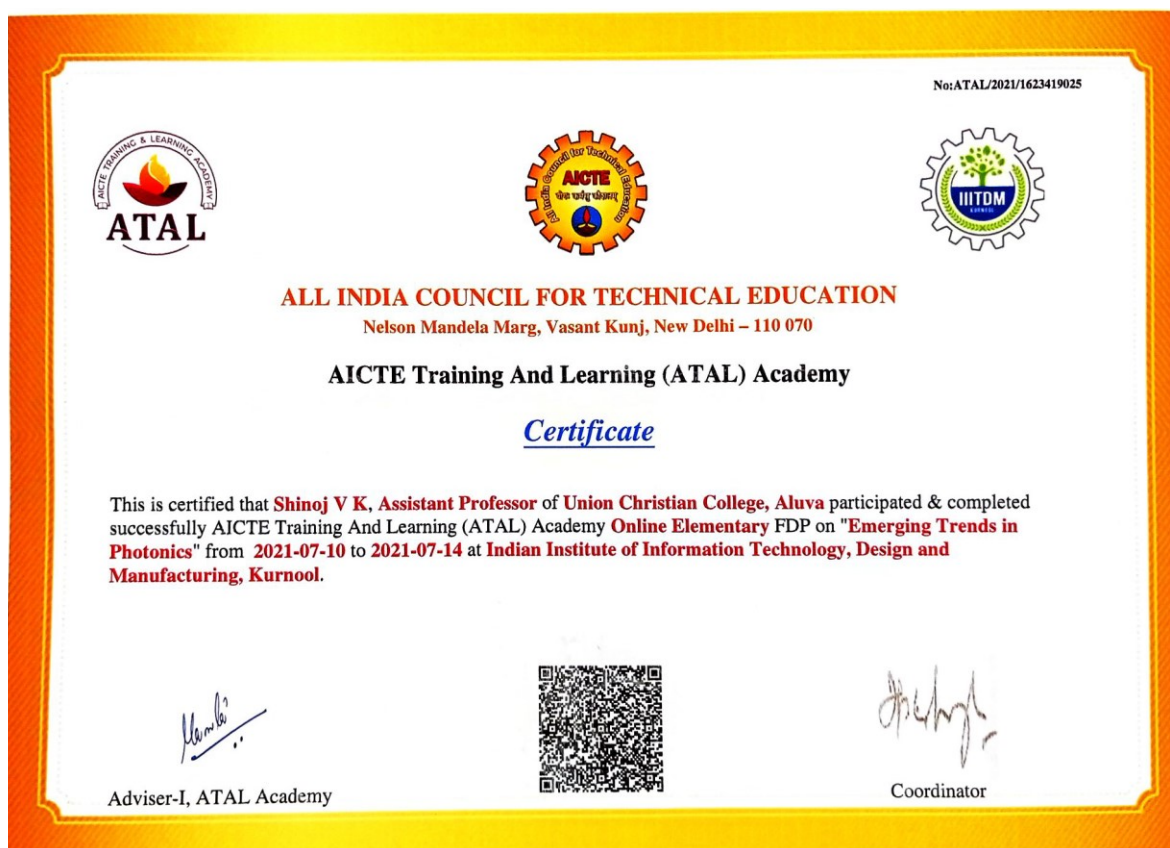 No:ATAL/2021/1623419025
AICTE TRAINING & LEARNING ACADEMY
ATAL
All India Council for Technical Education
AICTE
IIITDM
KURNOOL
ALL INDIA COUNCIL FOR TECHNICAL EDUCATION
Nelson Mandela Marg, Vasant Kunj, New Delhi – 110 070
AICTE Training And Learning (ATAL) Academy
Certificate
This is certified that Shinoj V K, Assistant Professor of Union Christian College, Aluva participated & completed
successfully AICTE Training And Learning (ATAL) Academy Online Elementary FDP on "Emerging Trends in
Photonics" from 2021-07-10 to 2021-07-14 at Indian Institute of Information Technology, Design and
Manufacturing, Kurnool.
Adviser-I, ATAL Academy
Coordinator